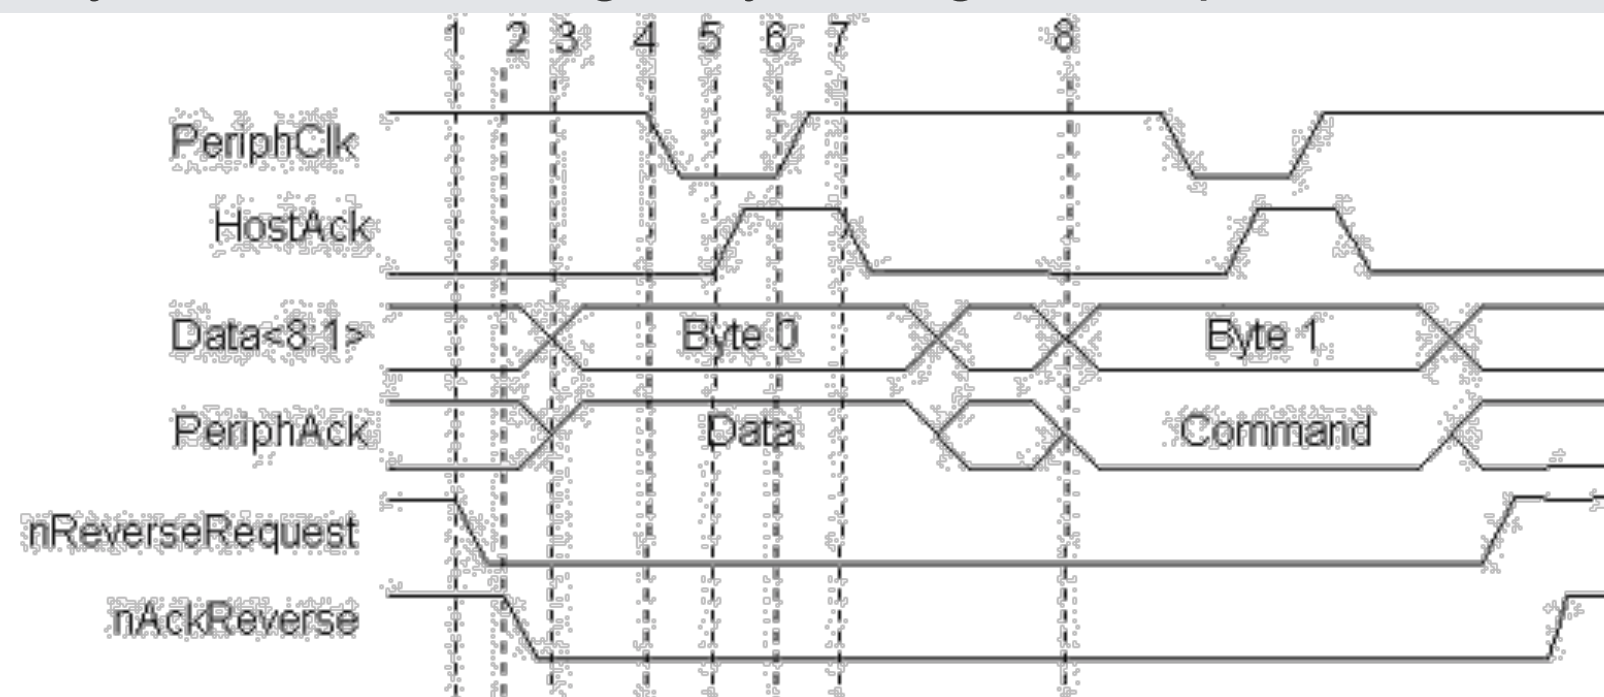 1 2 3 4 5 6 7 8
PeriphClk
HostAck
Data<8:1> Byte 0 Byte 1
PeriphAck Data Command
nReverseRequest
nAckReverse